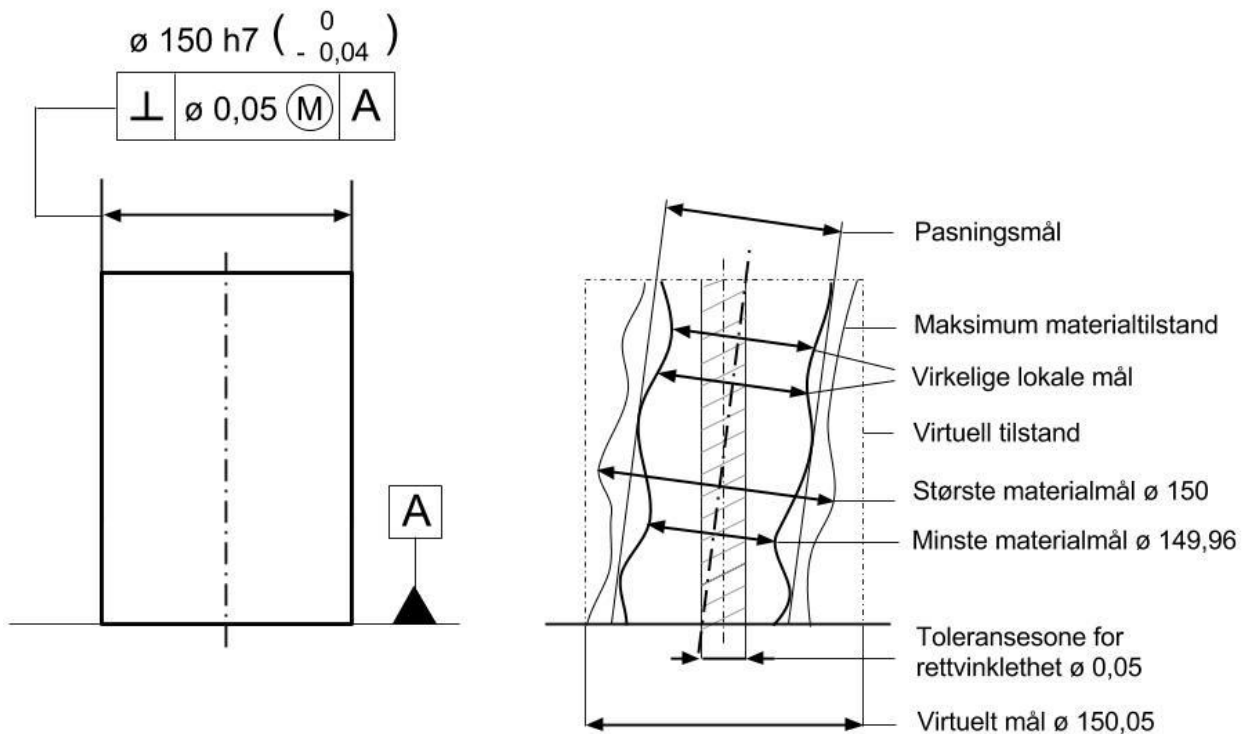 ø 150 h7 ( 0 - 0,04 )
⊥ ø 0,05 Ⓜ A
A
Pasningsmål
Maksimum materialtilstand
Virkelige lokale mål
Virtuell tilstand
Største materialmål ø 150
Minste materialmål ø 149,96
Toleransesone for
rettvinklethet ø 0,05
Virtuelt mål ø 150,05